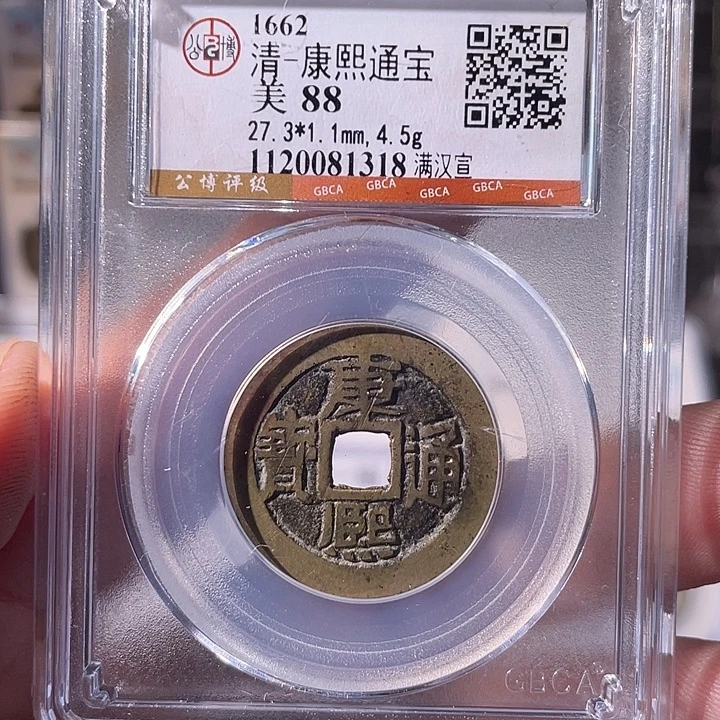 1662
清-康熙通宝
美 88
27.3*1.1mm,4.5g
1120081318 满汉宣
公博评级 GBCA GBCA GBCA GBCA GBCA
康熙通寳
GBCA